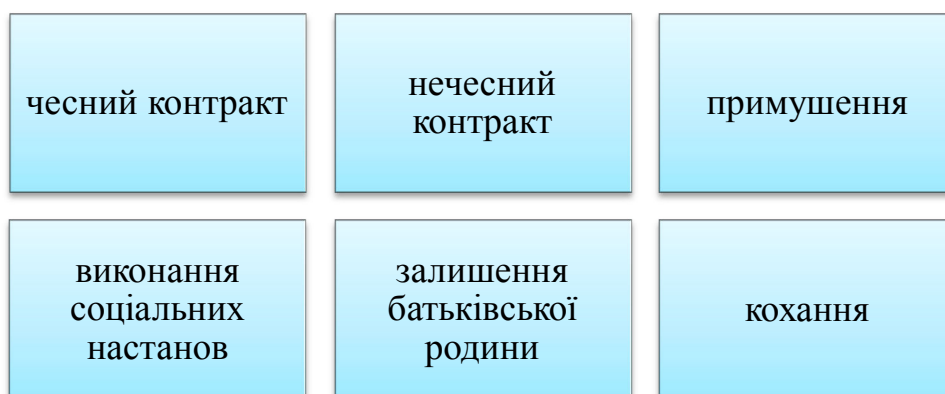 чесний контракт
нечесний
контракт
примушення
виконання
соціальних
настанов
залишення
батьківської
родини
кохання